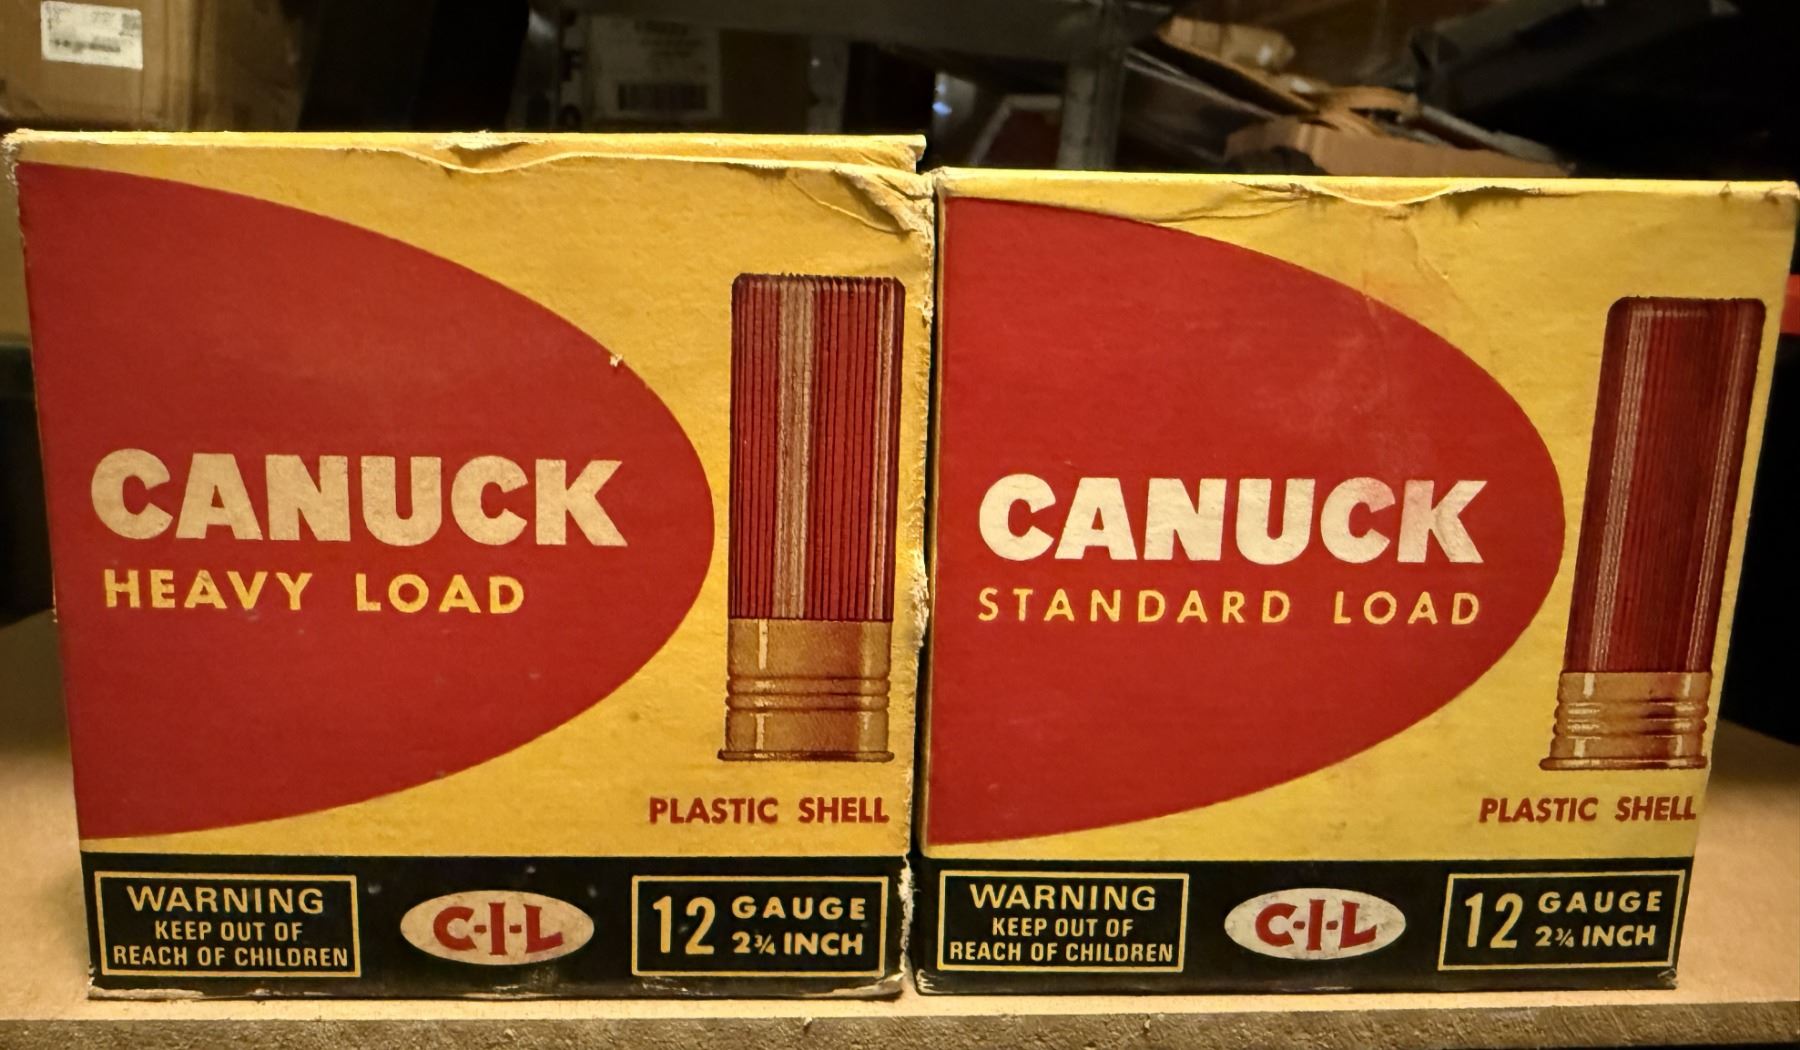 CANUCK
HEAVY LOAD
PLASTIC SHELL
WARNING
KEEP OUT OF
REACH OF CHILDREN
C-I-L
12 GAUGE
2¾ INCH
CANUCK
STANDARD LOAD
PLASTIC SHELL
WARNING
KEEP OUT OF
REACH OF CHILDREN
C-I-L
12 GAUGE
2¾ INCH